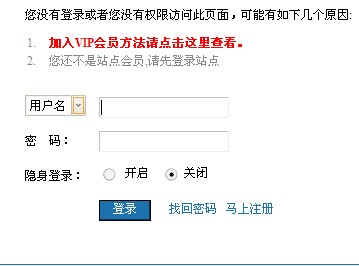 您没有登录或者您没有权限访问此页面，可能有如下几个原因:
1. 加入VIP会员方法请点击这里查看。
2. 您还不是站点会员,请先登录站点
用户名
密 码：
隐身登录： 开启 关闭
登录 找回密码 马上注册